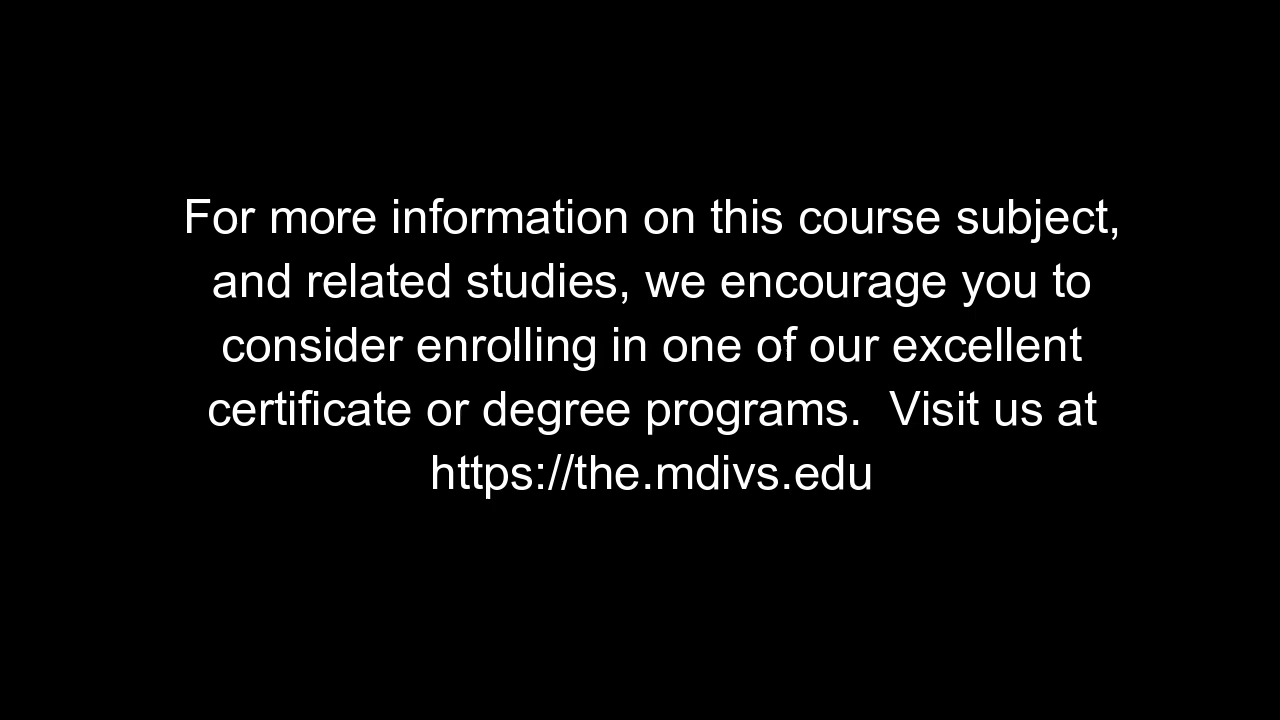 For more information on this course subject,
and related studies, we encourage you to
consider enrolling in one of our excellent
certificate or degree programs.  Visit us at
https://the.mdivs.edu